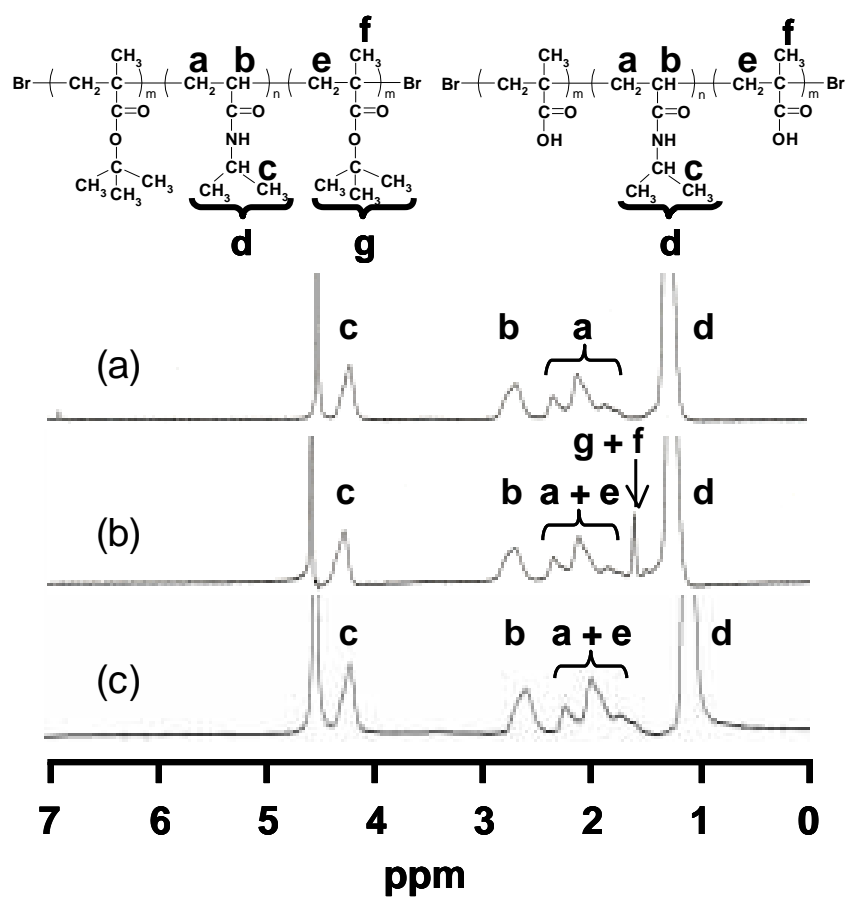 f
f
a b e
a b e
CH₃ CH₃ CH₃ CH₃
Br CH₂ C m CH₂ CH n CH₂ C m Br
Br CH₂ C m CH₂ CH n CH₂ C m Br
C=O C=O C=O C=O C=O C=O
O NH O OH NH OH
C CH c C CH c
CH₃ CH₃ CH₃ CH₃ CH₃ CH₃ CH₃ CH₃ CH₃ CH₃
d g d
c b a d
(a)
g + f
c b a + e d
(b)
c b a + e d
(c)
7 6 5 4 3 2 1 0
ppm